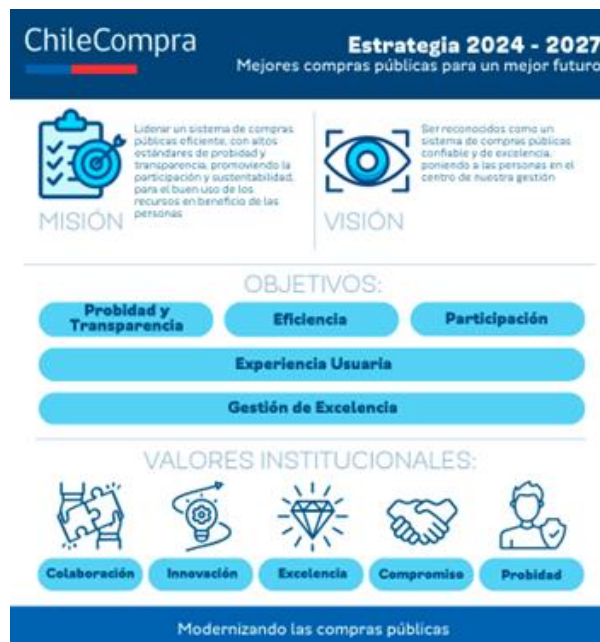 ChileCompra
Estrategia 2024 - 2027
Mejores compras públicas para un mejor futuro
Liderar un sistema de compras
públicas eficiente, con altos
estándares de probidad y
transparencia, promoviendo la
participación y sustentabilidad,
para el buen uso de los
recursos en beneficio de las
personas
MISIÓN
Ser reconocidos como un
sistema de compras públicas
confiable y de excelencia,
poniendo a las personas en el
centro de nuestra gestión
VISIÓN
OBJETIVOS:
Probidad y
Transparencia
Eficiencia
Participación
Experiencia Usuaria
Gestión de Excelencia
VALORES INSTITUCIONALES:
Colaboración
Innovación
Excelencia
Compromiso
Probidad
Modernizando las compras públicas